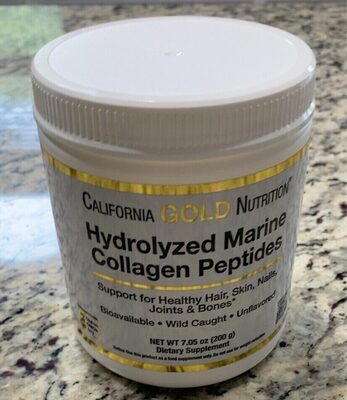 CALIFORNIA GOLD NUTRITION
Hydrolyzed Marine
Collagen Peptides
Support for Healthy Hair, Skin, Nails,
Joints & Bones*
Bioavailable • Wild Caught • Unflavored
NET WT 7.05 oz (200 g)
Dietary Supplement